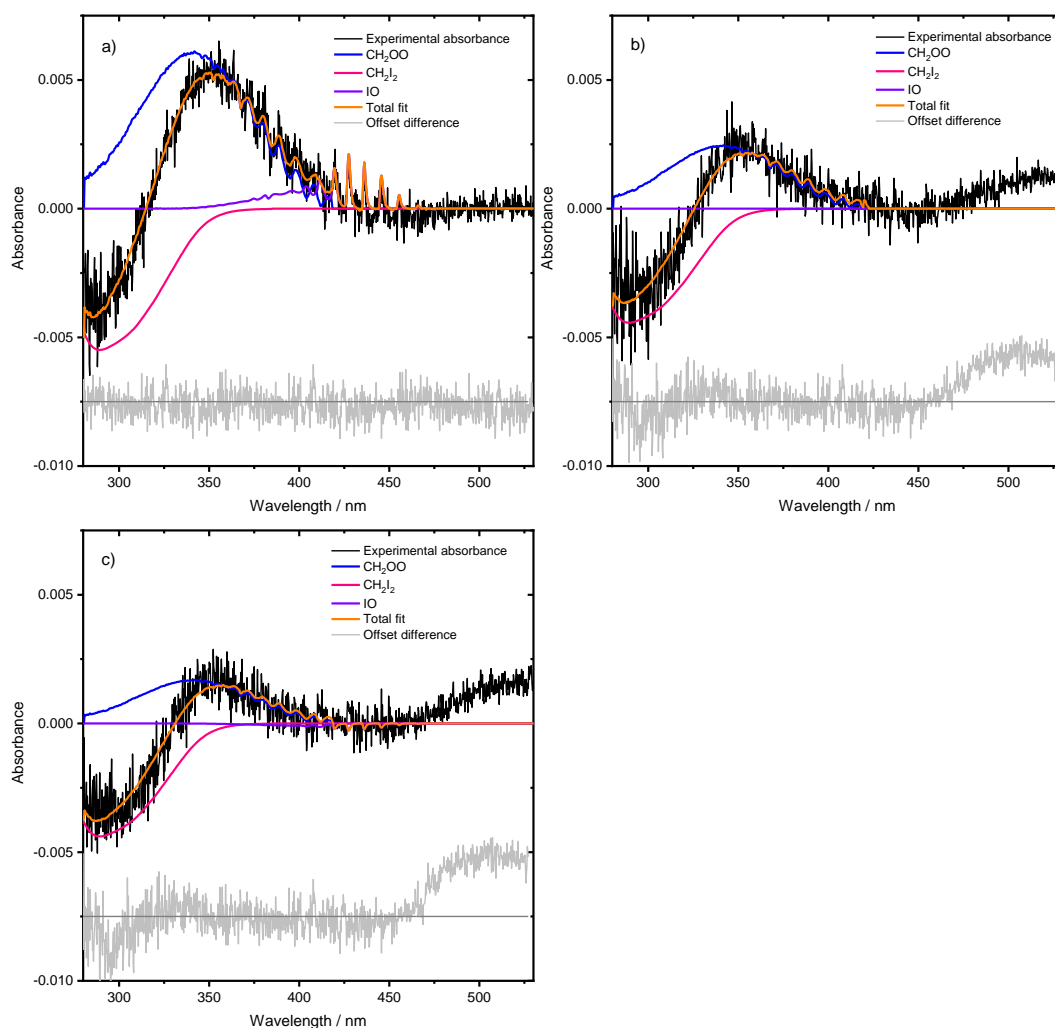 a)
Experimental absorbance
CH₂OO
CH₂I₂
IO
Total fit
Offset difference
0.005
0.000
-0.005
-0.010
Absorbance
300 350 400 450 500
Wavelength / nm
b)
Experimental absorbance
CH₂OO
CH₂I₂
IO
Total fit
Offset difference
0.005
0.000
-0.005
-0.010
Absorbance
300 350 400 450 500
Wavelength / nm
c)
Experimental absorbance
CH₂OO
CH₂I₂
IO
Total fit
Offset difference
0.005
0.000
-0.005
-0.010
Absorbance
300 350 400 450 500
Wavelength / nm